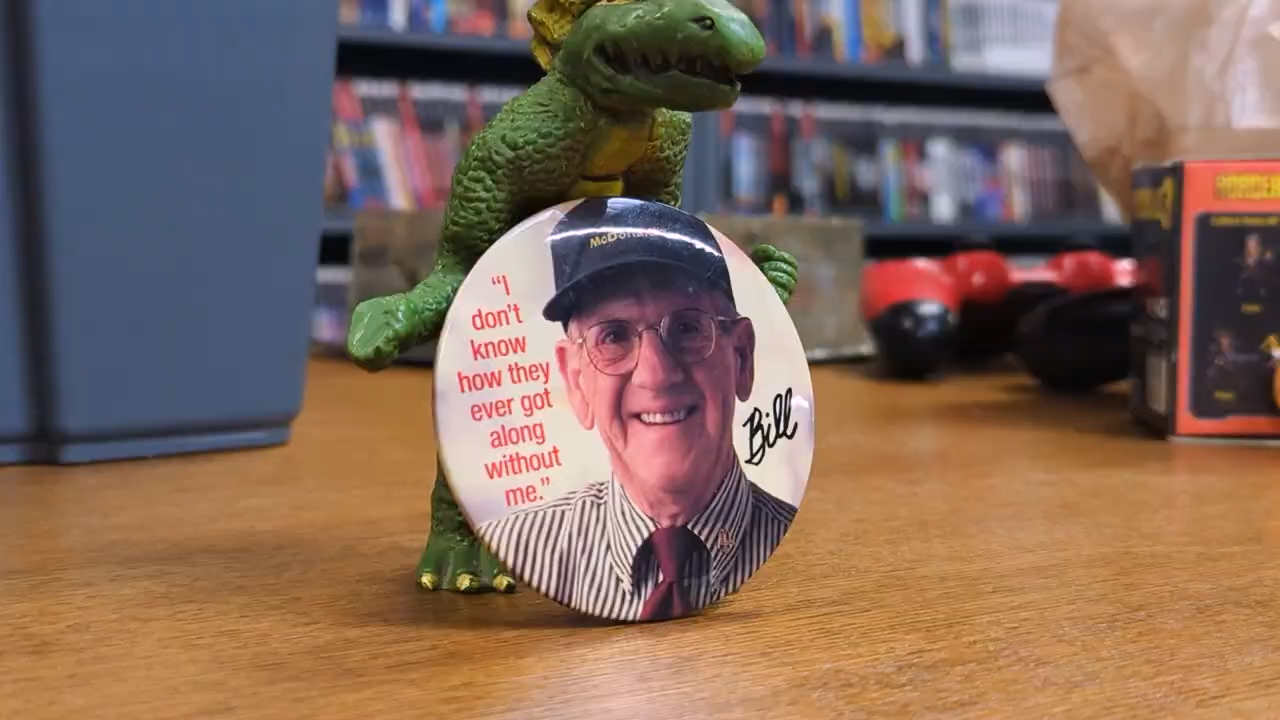 McDonald's
"I
don't
know
how they
ever got
along
without
me."
Bill